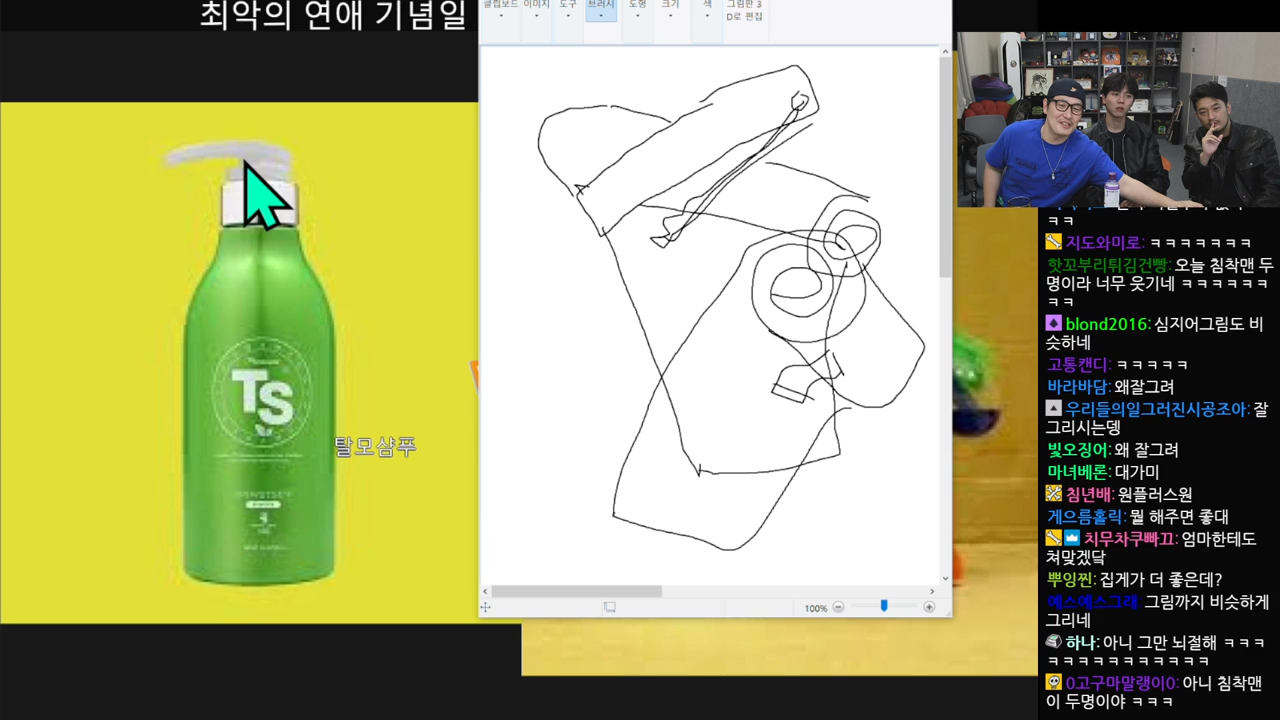 최악의 연애 기념일
클립보드 이미지 도구 브러시 도형 크기 색 그림판 3
D로 편집
TS
탈모샴푸
100%
ㅋㅋ
지도와미로: ㅋㅋㅋㅋㅋㅋㅋ
핫꼬부리튀김건빵: 오늘 침착맨 두
명이라 너무 웃기네 ㅋㅋㅋㅋㅋㅋ
ㅋㅋ
blond2016: 심지어그림도 비
슷하네
고통캔디: ㅋㅋㅋㅋㅋ
바라바담: 왜잘그려
우리들의일그러진시공조아: 잘
그리시는뎅
빛오징어: 왜 잘그려
마녀베론: 대가미
침년배: 원플러스원
게으름홀릭: 뭘 해주면 좋대
치무차쿠빠끄: 엄마한테도
쳐맞겠닥
뿌잉찐: 집게가 더 좋은데?
예스예스그래: 그림까지 비슷하게
그리네
하나: 아니 그만 뇌절해 ㅋㅋㅋ
ㅋㅋㅋㅋㅋㅋㅋㅋㅋㅋㅋ
0고구마말랭이0: 아니 침착맨
이 두명이야 ㅋㅋㅋ